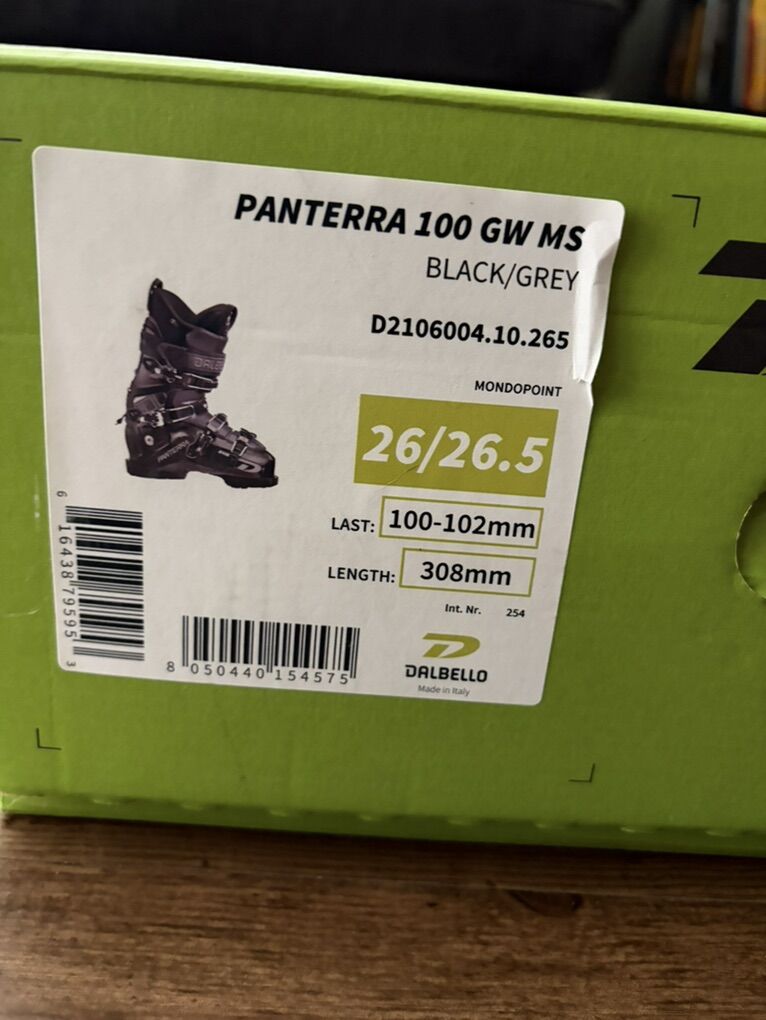 PANTERRA 100 GW MS
BLACK/GREY
D2106004.10.265
MONDOPOINT
26/26.5
LAST: 100-102mm
LENGTH: 308mm
Int. Nr. 254
DALBELLO
Made in Italy
6 16438 79595 3
8 050440 154575
PANTERRA